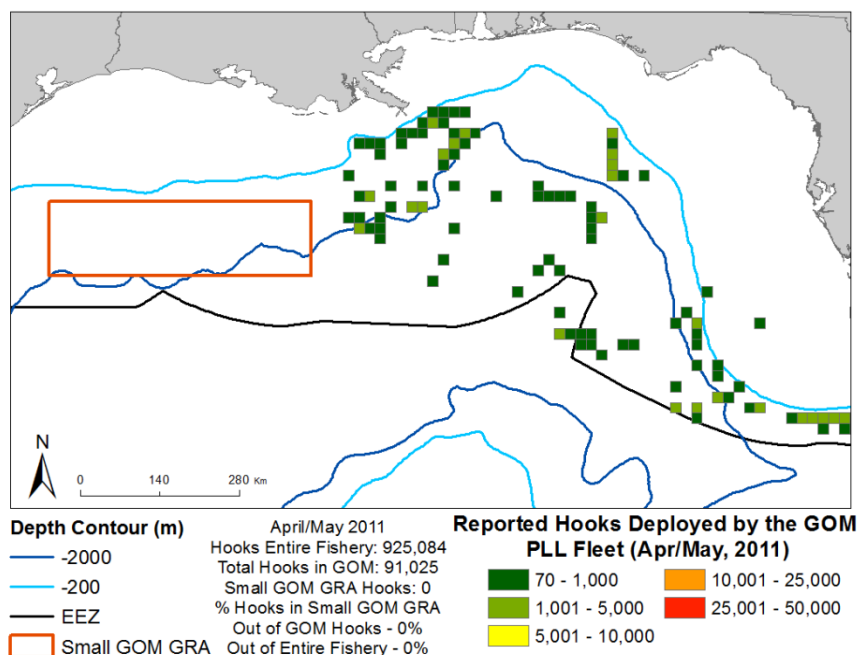 N
0 140 280 Km
Depth Contour (m)
-2000
-200
EEZ
Small GOM GRA
April/May 2011
Hooks Entire Fishery: 925,084
Total Hooks in GOM: 91,025
Small GOM GRA Hooks: 0
% Hooks in Small GOM GRA
Out of GOM Hooks - 0%
Out of Entire Fishery - 0%
Reported Hooks Deployed by the GOM
PLL Fleet (Apr/May, 2011)
70 - 1,000
1,001 - 5,000
5,001 - 10,000
10,001 - 25,000
25,001 - 50,000